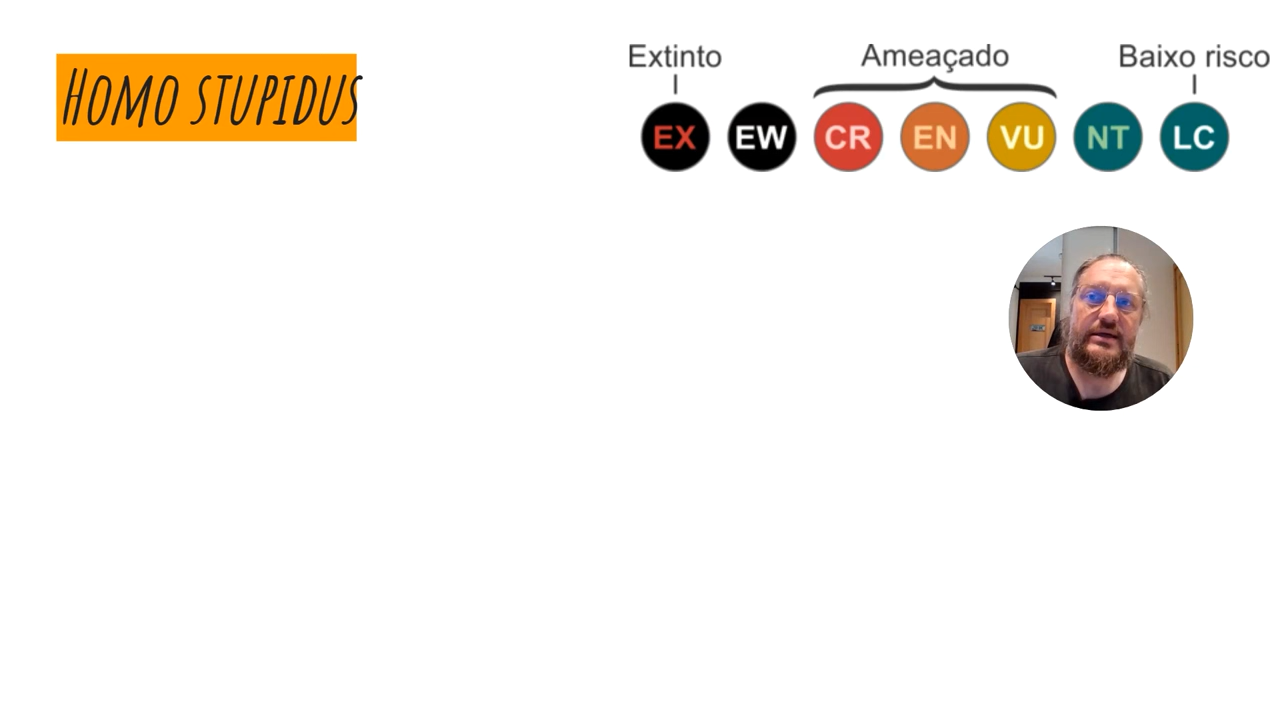 Homo stupidus
Extinto
Ameaçado
Baixo risco
EX EW CR EN VU NT LC